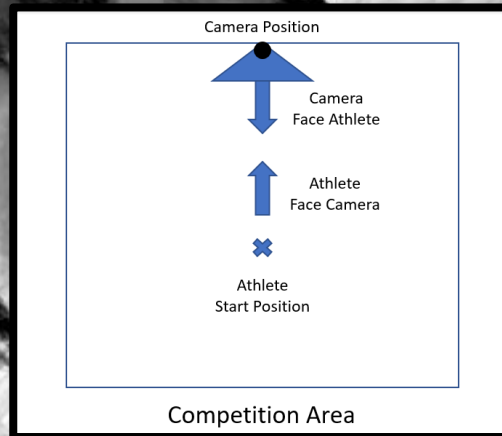 Camera Position
Camera
Face Athlete
Athlete
Face Camera
Athlete
Start Position
Competition Area